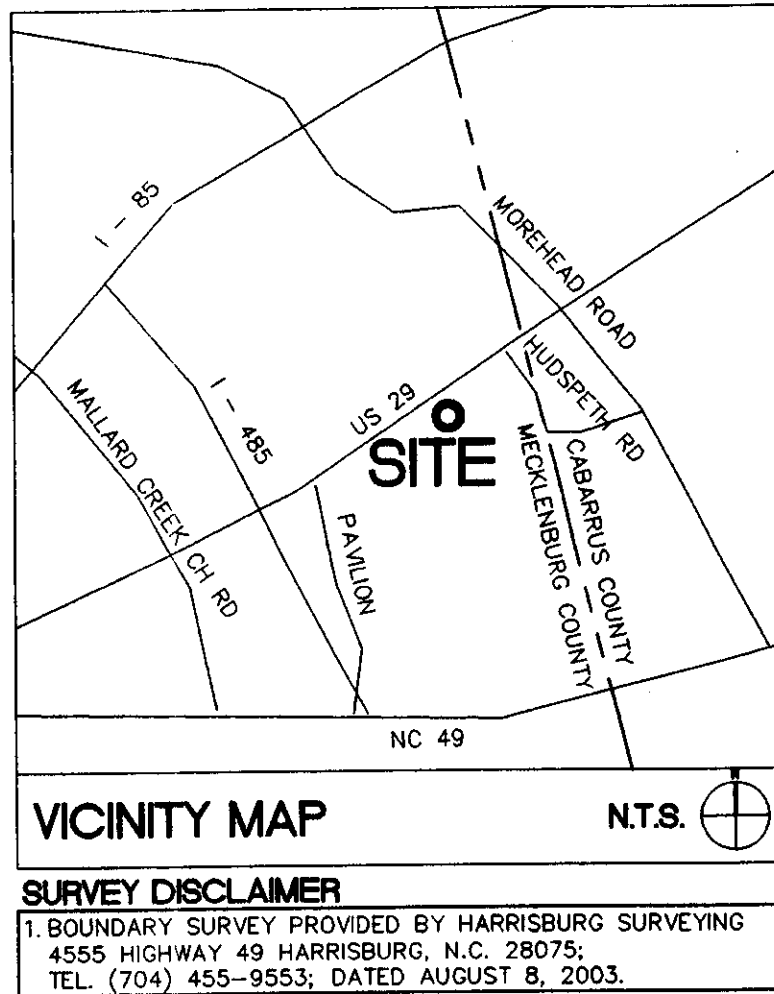 I - 85
MOREHEAD ROAD
HUDSPETH RD
US 29
I - 485
MALLARD CREEK CH RD
SITE
PAVILION
MECKLENBURG COUNTY
CABARRUS COUNTY
NC 49
VICINITY MAP
N.T.S.
SURVEY DISCLAIMER
1. BOUNDARY SURVEY PROVIDED BY HARRISBURG SURVEYING
4555 HIGHWAY 49 HARRISBURG, N.C. 28075;
TEL. (704) 455-9553; DATED AUGUST 8, 2003.